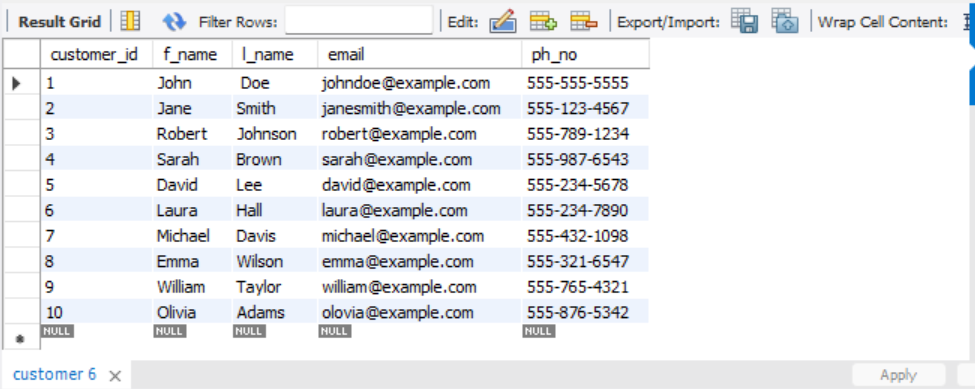 Result Grid Filter Rows: Edit: Export/Import: Wrap Cell Content:
customer_id f_name l_name email ph_no
1 John Doe johndoe@example.com 555-555-5555
2 Jane Smith janesmith@example.com 555-123-4567
3 Robert Johnson robert@example.com 555-789-1234
4 Sarah Brown sarah@example.com 555-987-6543
5 David Lee david@example.com 555-234-5678
6 Laura Hall laura@example.com 555-234-7890
7 Michael Davis michael@example.com 555-432-1098
8 Emma Wilson emma@example.com 555-321-6547
9 William Taylor william@example.com 555-765-4321
10 Olivia Adams olovia@example.com 555-876-5342
NULL NULL NULL NULL NULL
customer 6 Apply